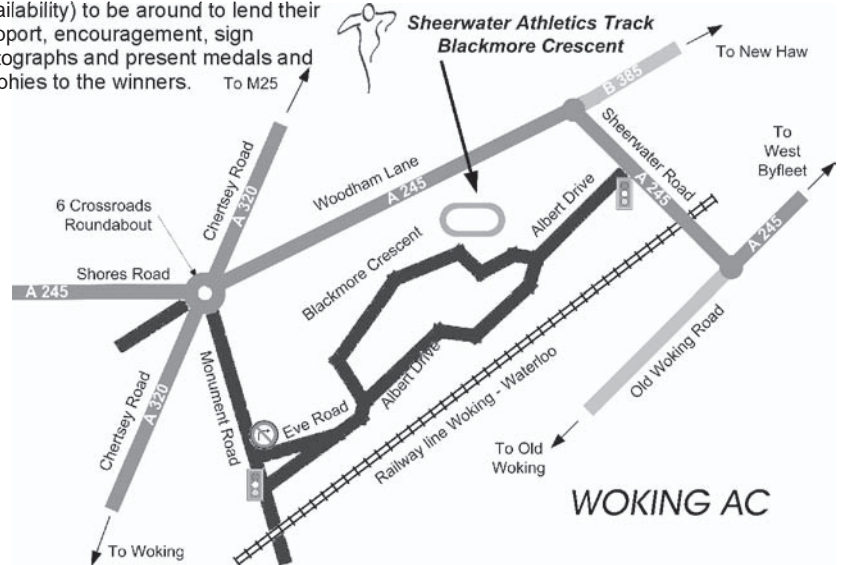 ailability) to be around to lend their
pport, encouragement, sign
tographs and present medals and
phies to the winners.
To M25
Sheerwater Athletics Track
Blackmore Crescent
To New Haw
B 385
Sheerwater Road
A 245
To
West
Byfleet
A 245
Chertsey Road
A 320
Woodham Lane
A 245
6 Crossroads
Roundabout
Shores Road
A 245
Albert Drive
Blackmore Crescent
Albert Drive
Old Woking Road
Chertsey Road
A 320
Monument Road
Eve Road
Railway line Woking - Waterloo
To Old
Woking
WOKING AC
To Woking